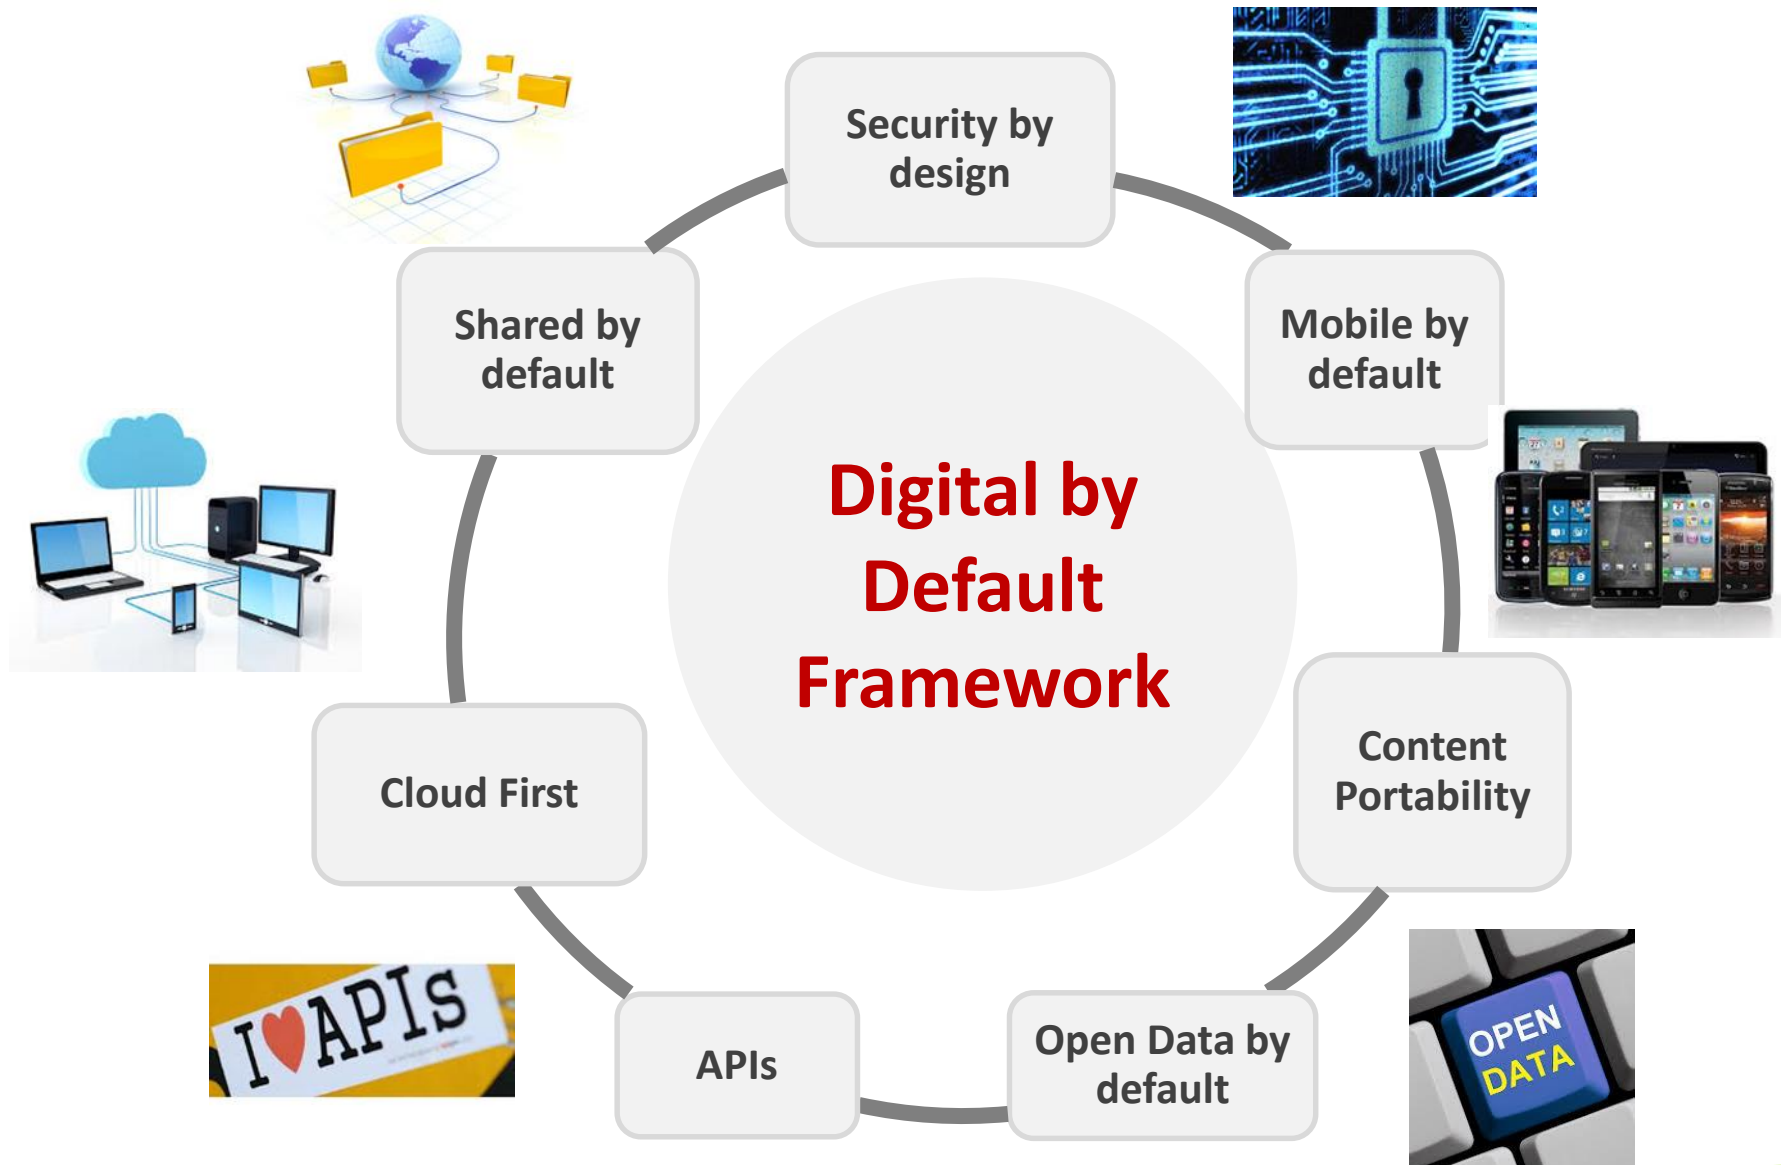 Security by
design
Shared by
default
Mobile by
default
Digital by
Default
Framework
Content
Portability
Cloud First
I♥APIs
OPEN
DATA
Open Data by
default
APIs